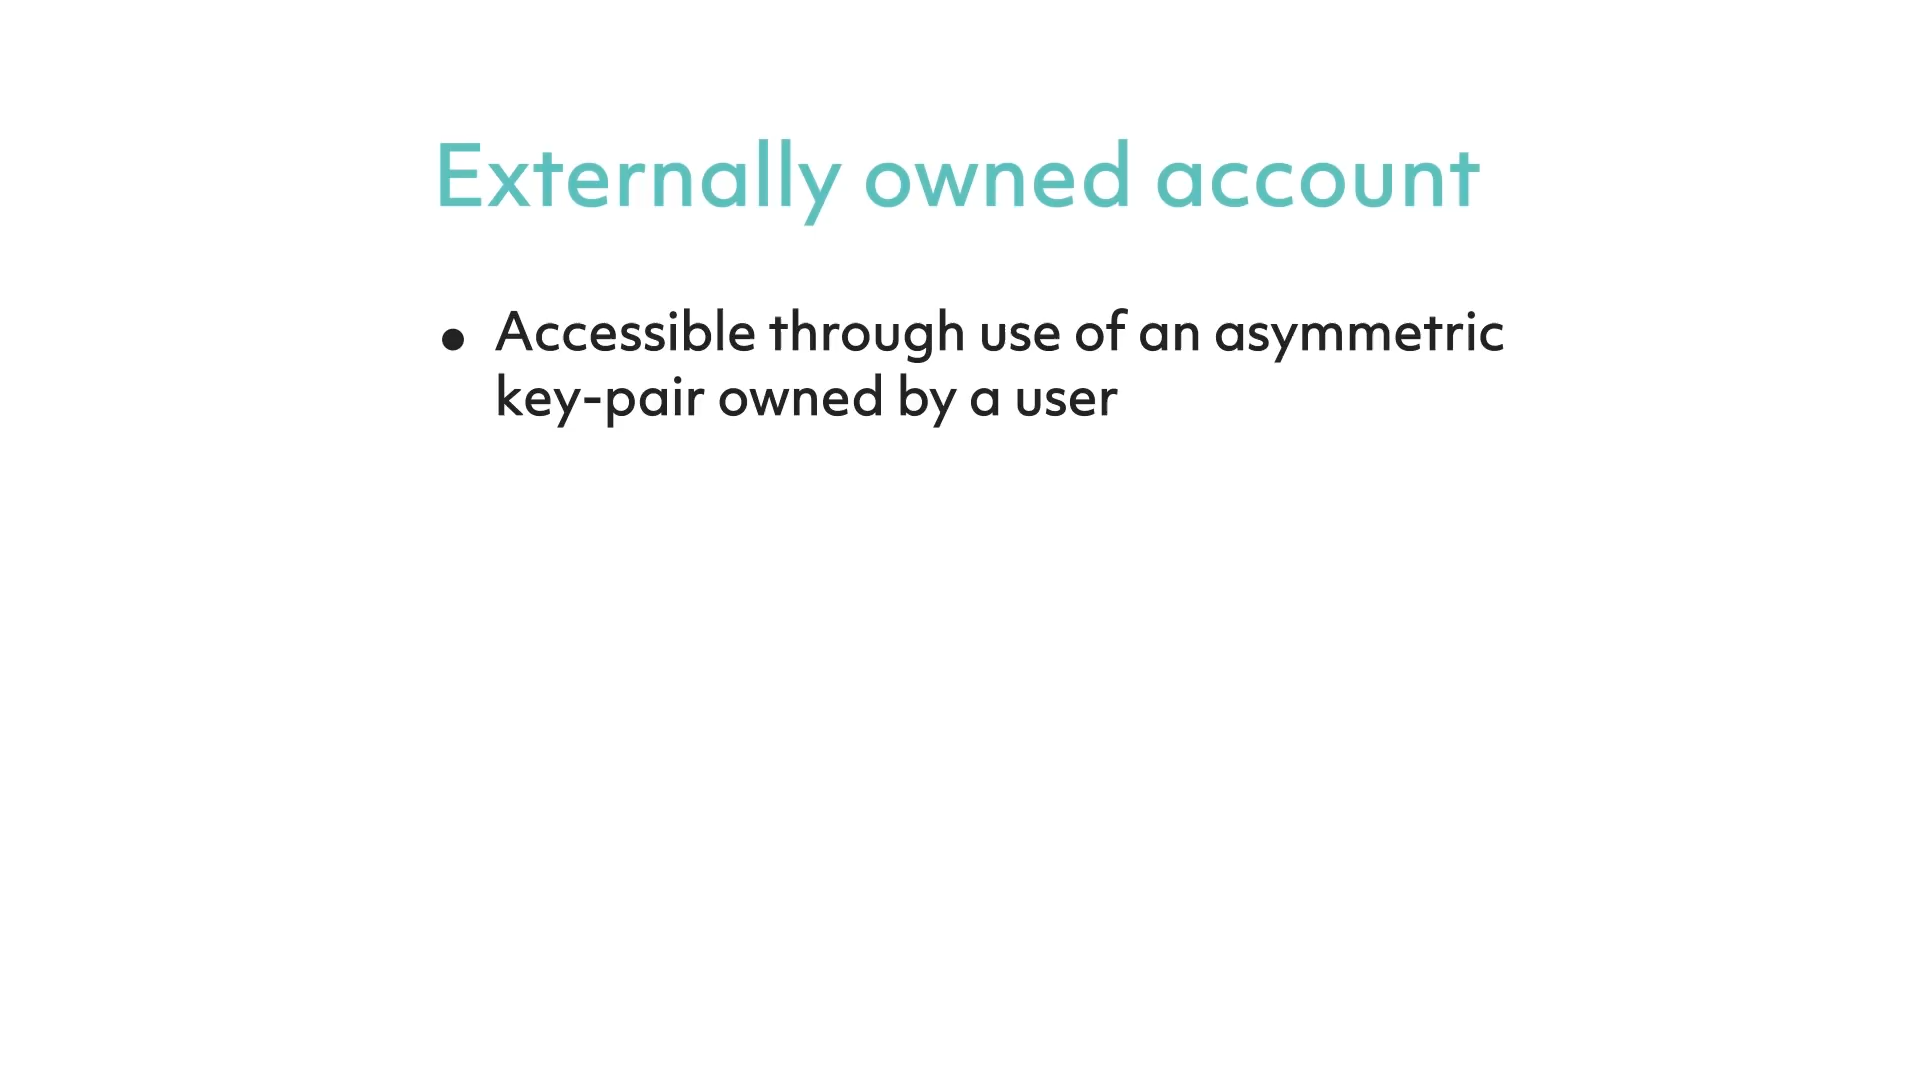 Externally owned account
• Accessible through use of an asymmetric
key-pair owned by a user